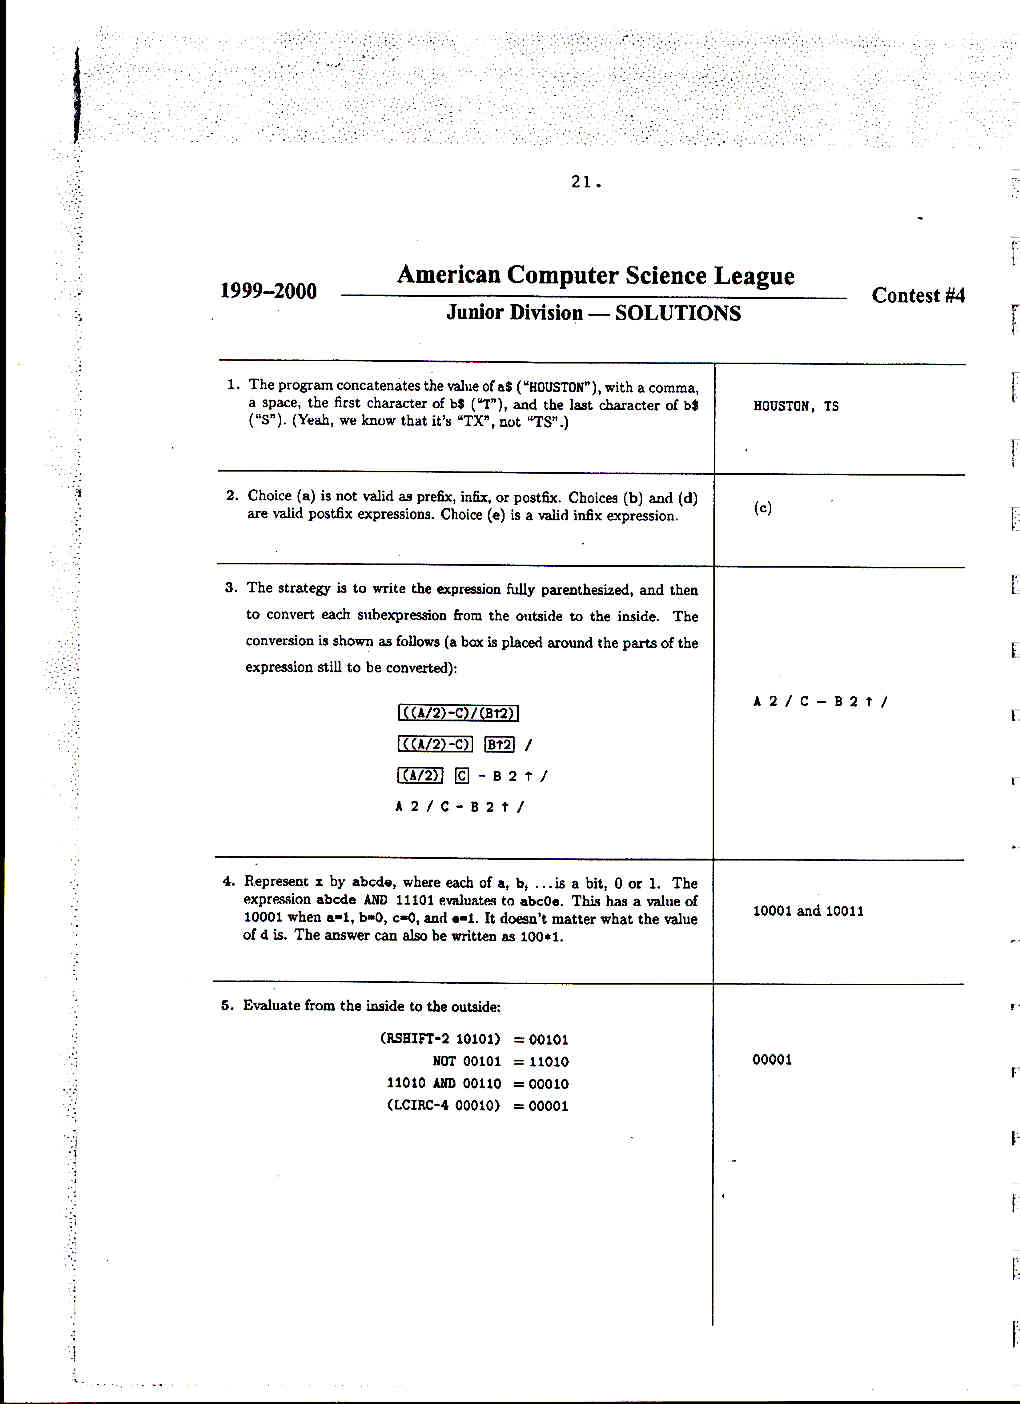 21.
American Computer Science League
1999–2000
Contest #4
Junior Division — SOLUTIONS
1. The program concatenates the value of a$ ("HOUSTON"), with a comma,
a space, the first character of b$ ("T"), and the last character of b$
("S"). (Yeah, we know that it's "TX", not "TS".)
HOUSTON, TS
2. Choice (a) is not valid as prefix, infix, or postfix. Choices (b) and (d)
are valid postfix expressions. Choice (e) is a valid infix expression.
(c)
3. The strategy is to write the expression fully parenthesized, and then
to convert each subexpression from the outside to the inside. The
conversion is shown as follows (a box is placed around the parts of the
expression still to be converted):
((A/2)-C)/(B↑2)
((A/2)-C) B↑2 /
(A/2) C - B 2 ↑ /
A 2 / C - B 2 ↑ /
A 2 / C – B 2 ↑ /
4. Represent x by abcde, where each of a, b, ...is a bit, 0 or 1. The
expression abcde AND 11101 evaluates to abc0e. This has a value of
10001 when a=1, b=0, c=0, and e=1. It doesn't matter what the value
of d is. The answer can also be written as 100*1.
10001 and 10011
5. Evaluate from the inside to the outside:
(RSHIFT-2 10101) = 00101
NOT 00101 = 11010
11010 AND 00110 = 00010
(LCIRC-4 00010) = 00001
00001